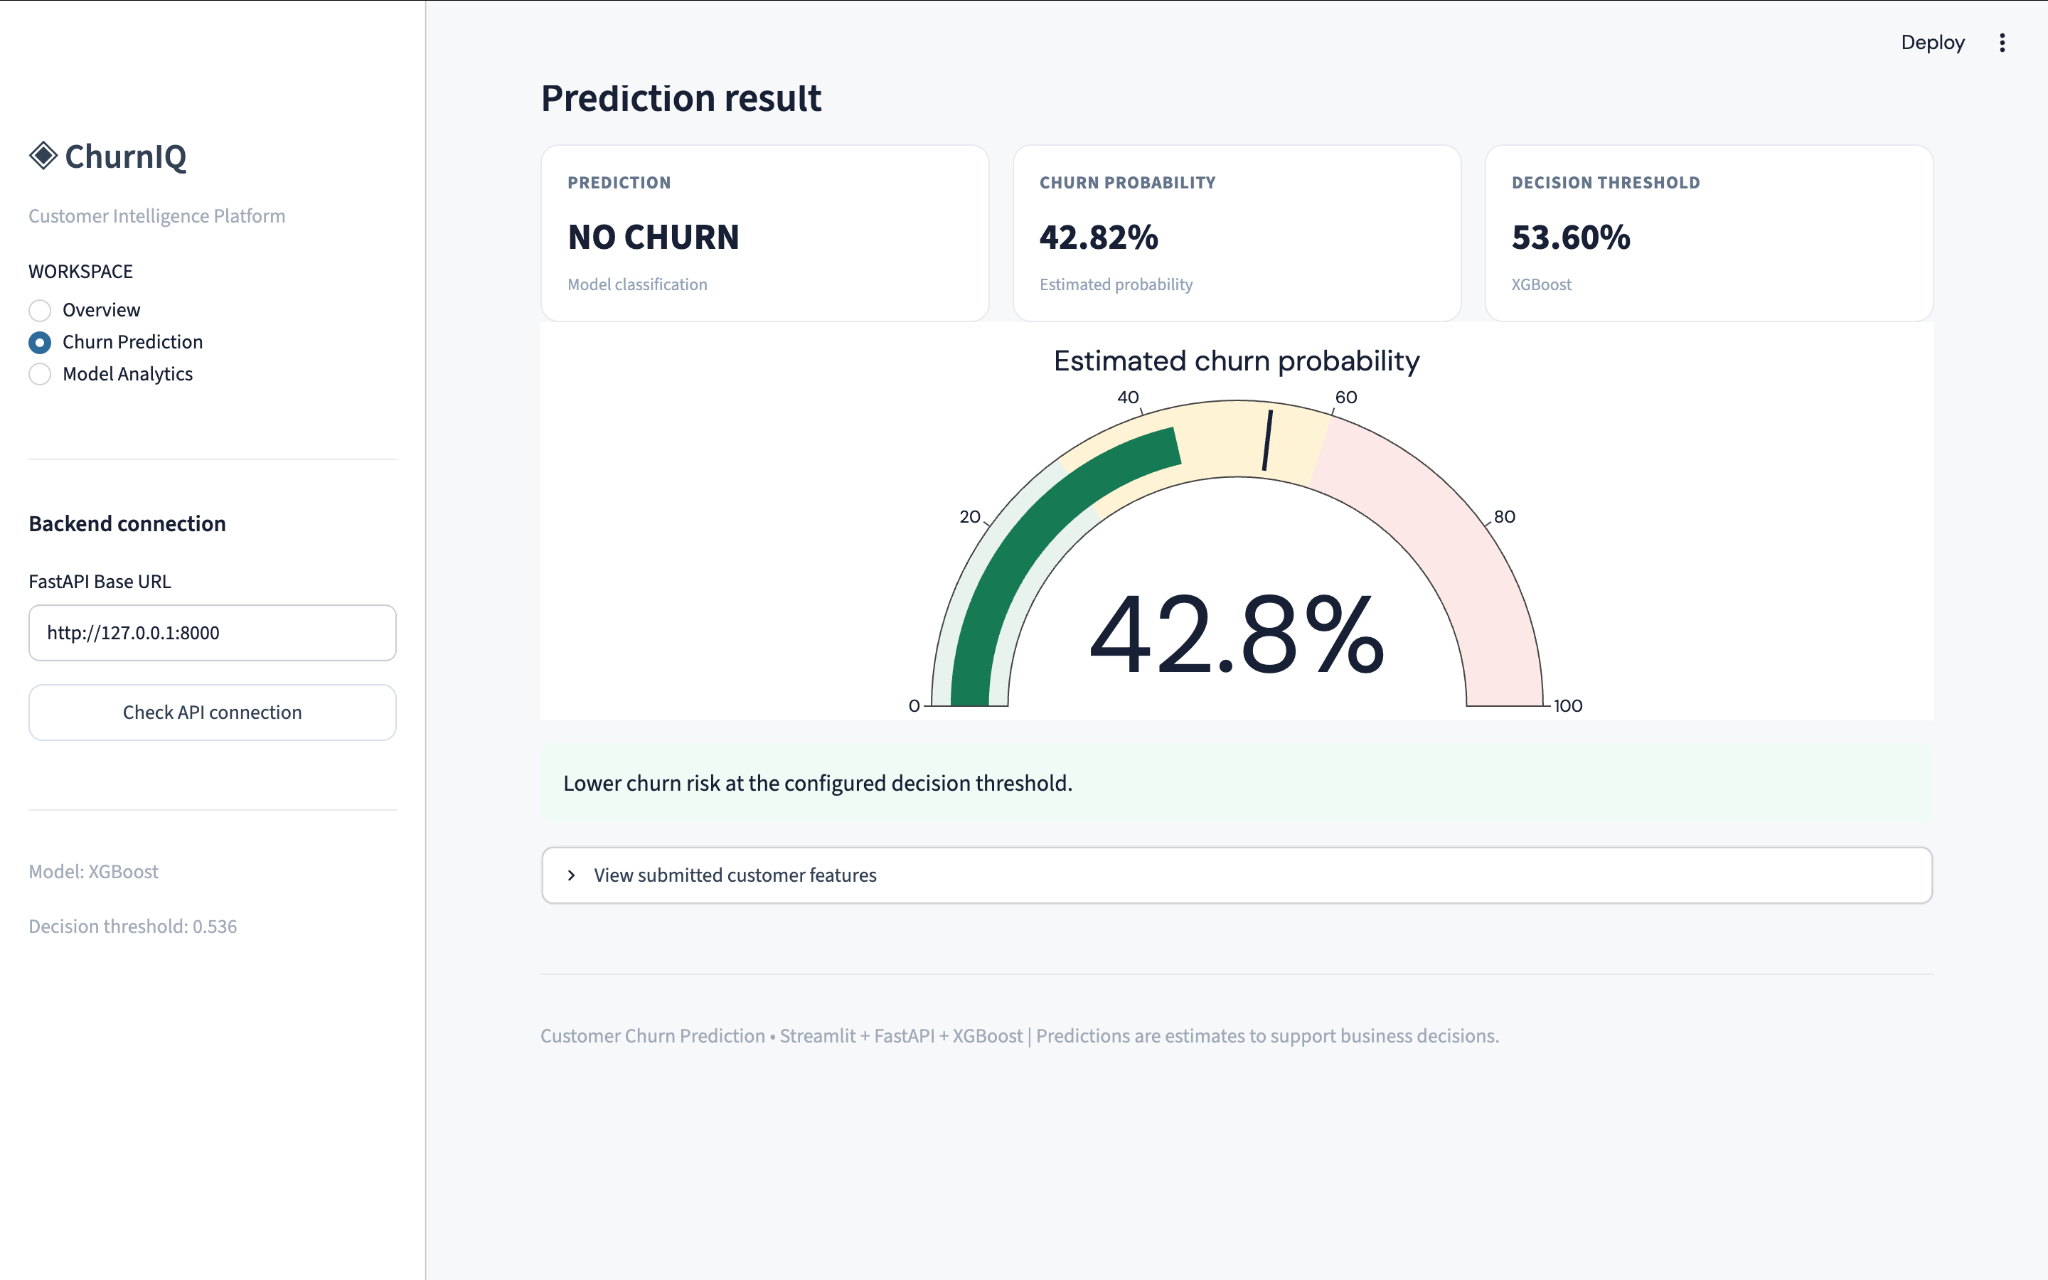 Deploy
ChurnIQ
Customer Intelligence Platform
WORKSPACE
Overview
Churn Prediction
Model Analytics
Backend connection
FastAPI Base URL
http://127.0.0.1:8000
Check API connection
Model: XGBoost
Decision threshold: 0.536
Prediction result
PREDICTION
NO CHURN
Model classification
CHURN PROBABILITY
42.82%
Estimated probability
DECISION THRESHOLD
53.60%
XGBoost
Estimated churn probability
0
20
40
60
80
100
42.8%
Lower churn risk at the configured decision threshold.
View submitted customer features
Customer Churn Prediction • Streamlit + FastAPI + XGBoost | Predictions are estimates to support business decisions.